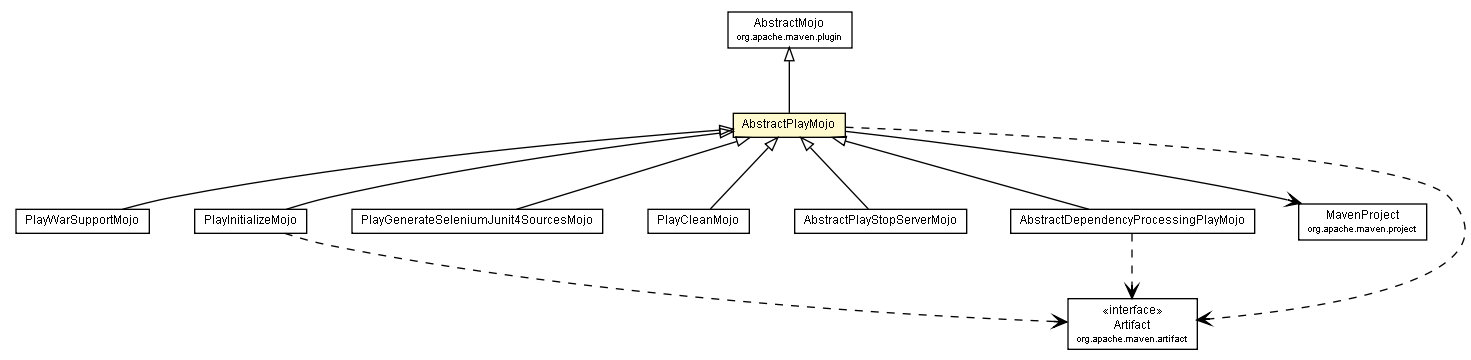 AbstractMojo
org.apache.maven.plugin
AbstractPlayMojo
PlayWarSupportMojo
PlayInitializeMojo
PlayGenerateSeleniumJunit4SourcesMojo
PlayCleanMojo
AbstractPlayStopServerMojo
AbstractDependencyProcessingPlayMojo
MavenProject
org.apache.maven.project
«interface»
Artifact
org.apache.maven.artifact